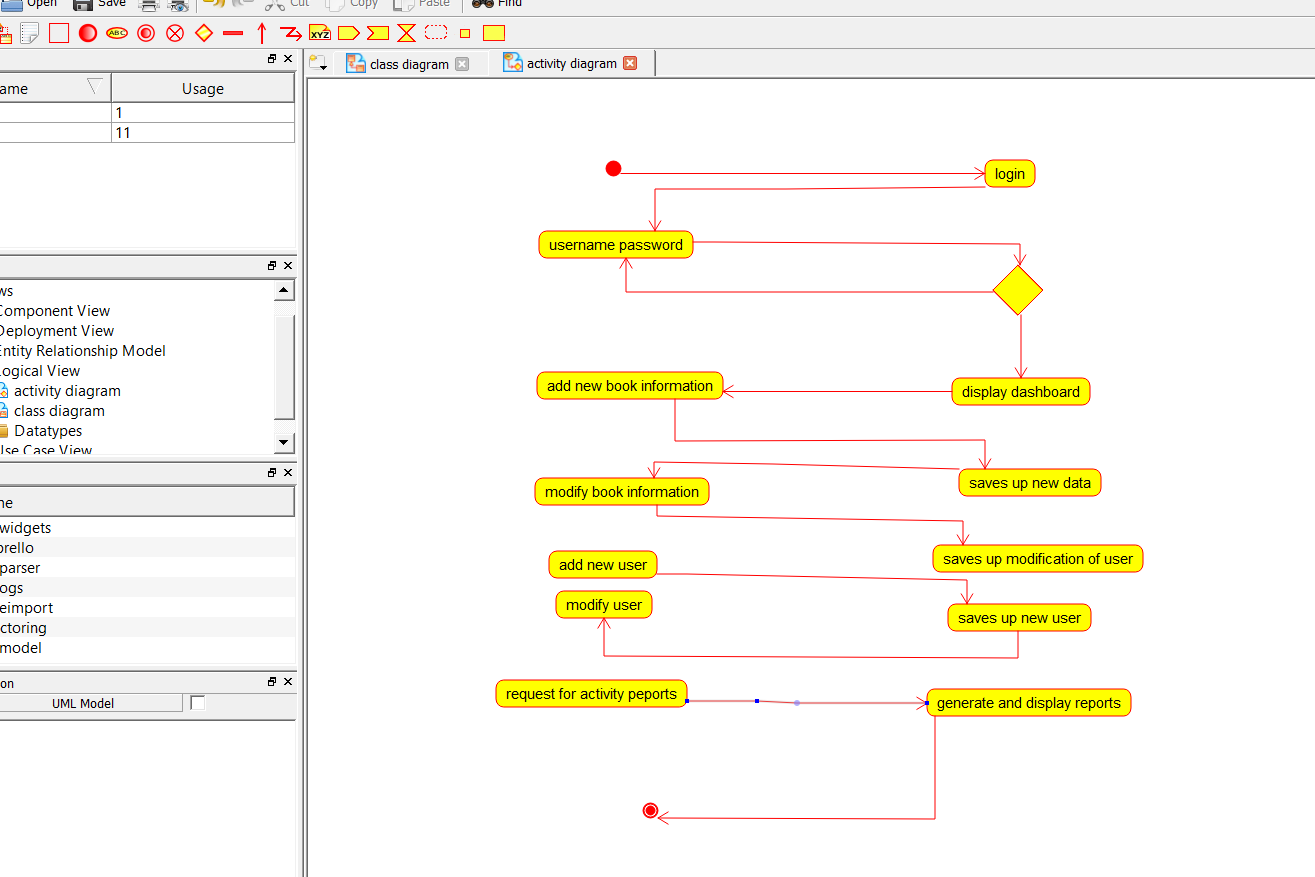 Open Save Cut Copy Paste Find
ABC XYZ
class diagram activity diagram
ame Usage
1
11
ws
Component View
Deployment View
Entity Relationship Model
ogical View
activity diagram
class diagram
Datatypes
Use Case View
ne
widgets
orello
parser
ogs
eimport
ctoring
model
on
UML Model
login
username password
add new book information
display dashboard
modify book information
saves up new data
saves up modification of user
add new user
modify user
saves up new user
request for activity peports
generate and display reports